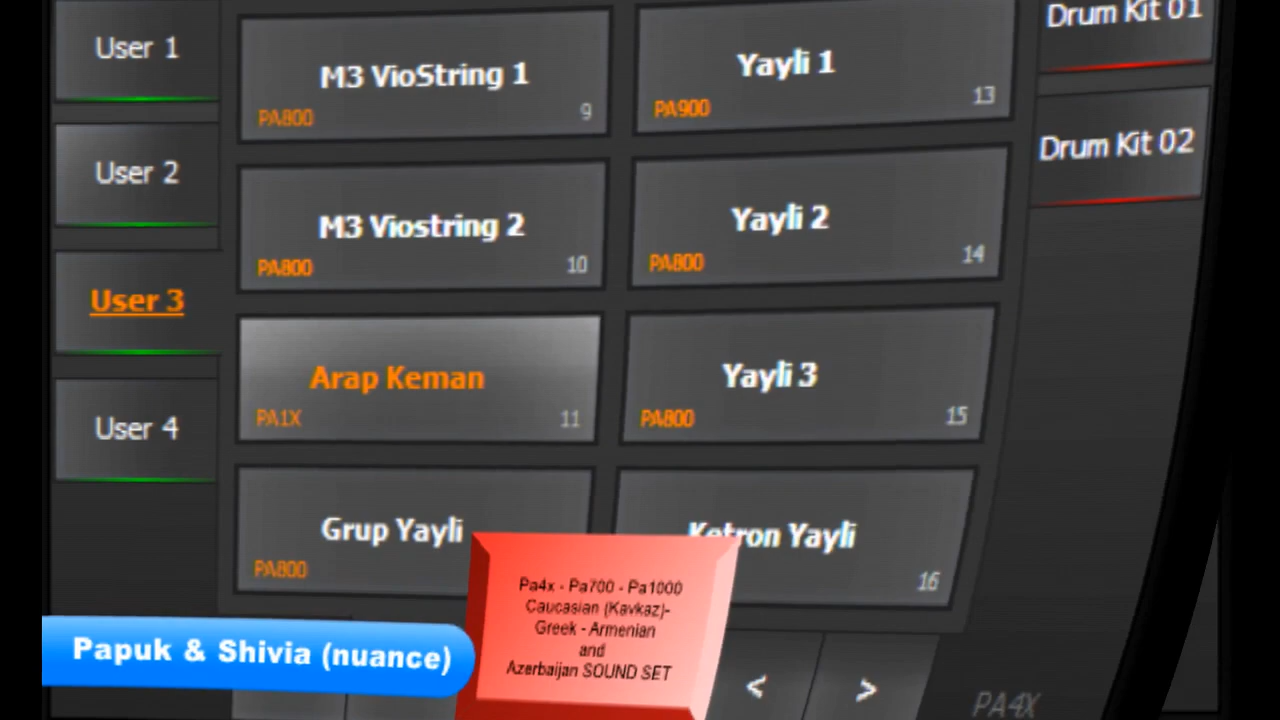 User 1
User 2
User 3
User 4
M3 VioString 1
PA800
9
M3 Viostring 2
PA800
10
Arap Keman
PA1X
11
Grup Yayli
PA800
Yayli 1
PA900
13
Yayli 2
PA800
14
Yayli 3
PA800
15
Ketron Yayli
16
Drum Kit 01
Drum Kit 02
Papuk & Shivia (nuance)
Pa4x - Pa700 - Pa1000
Caucasian (Kavkaz)-
Greek - Armenian
and
Azerbaijan SOUND SET
<
>
PA4X